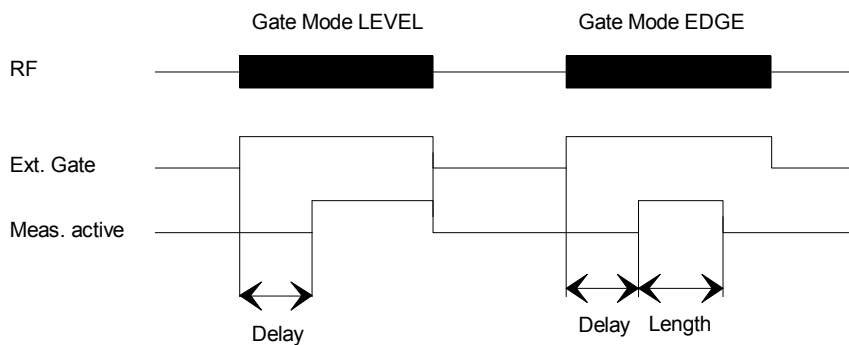 Gate Mode LEVEL Gate Mode EDGE
RF
Ext. Gate
Meas. active
Delay Delay Length